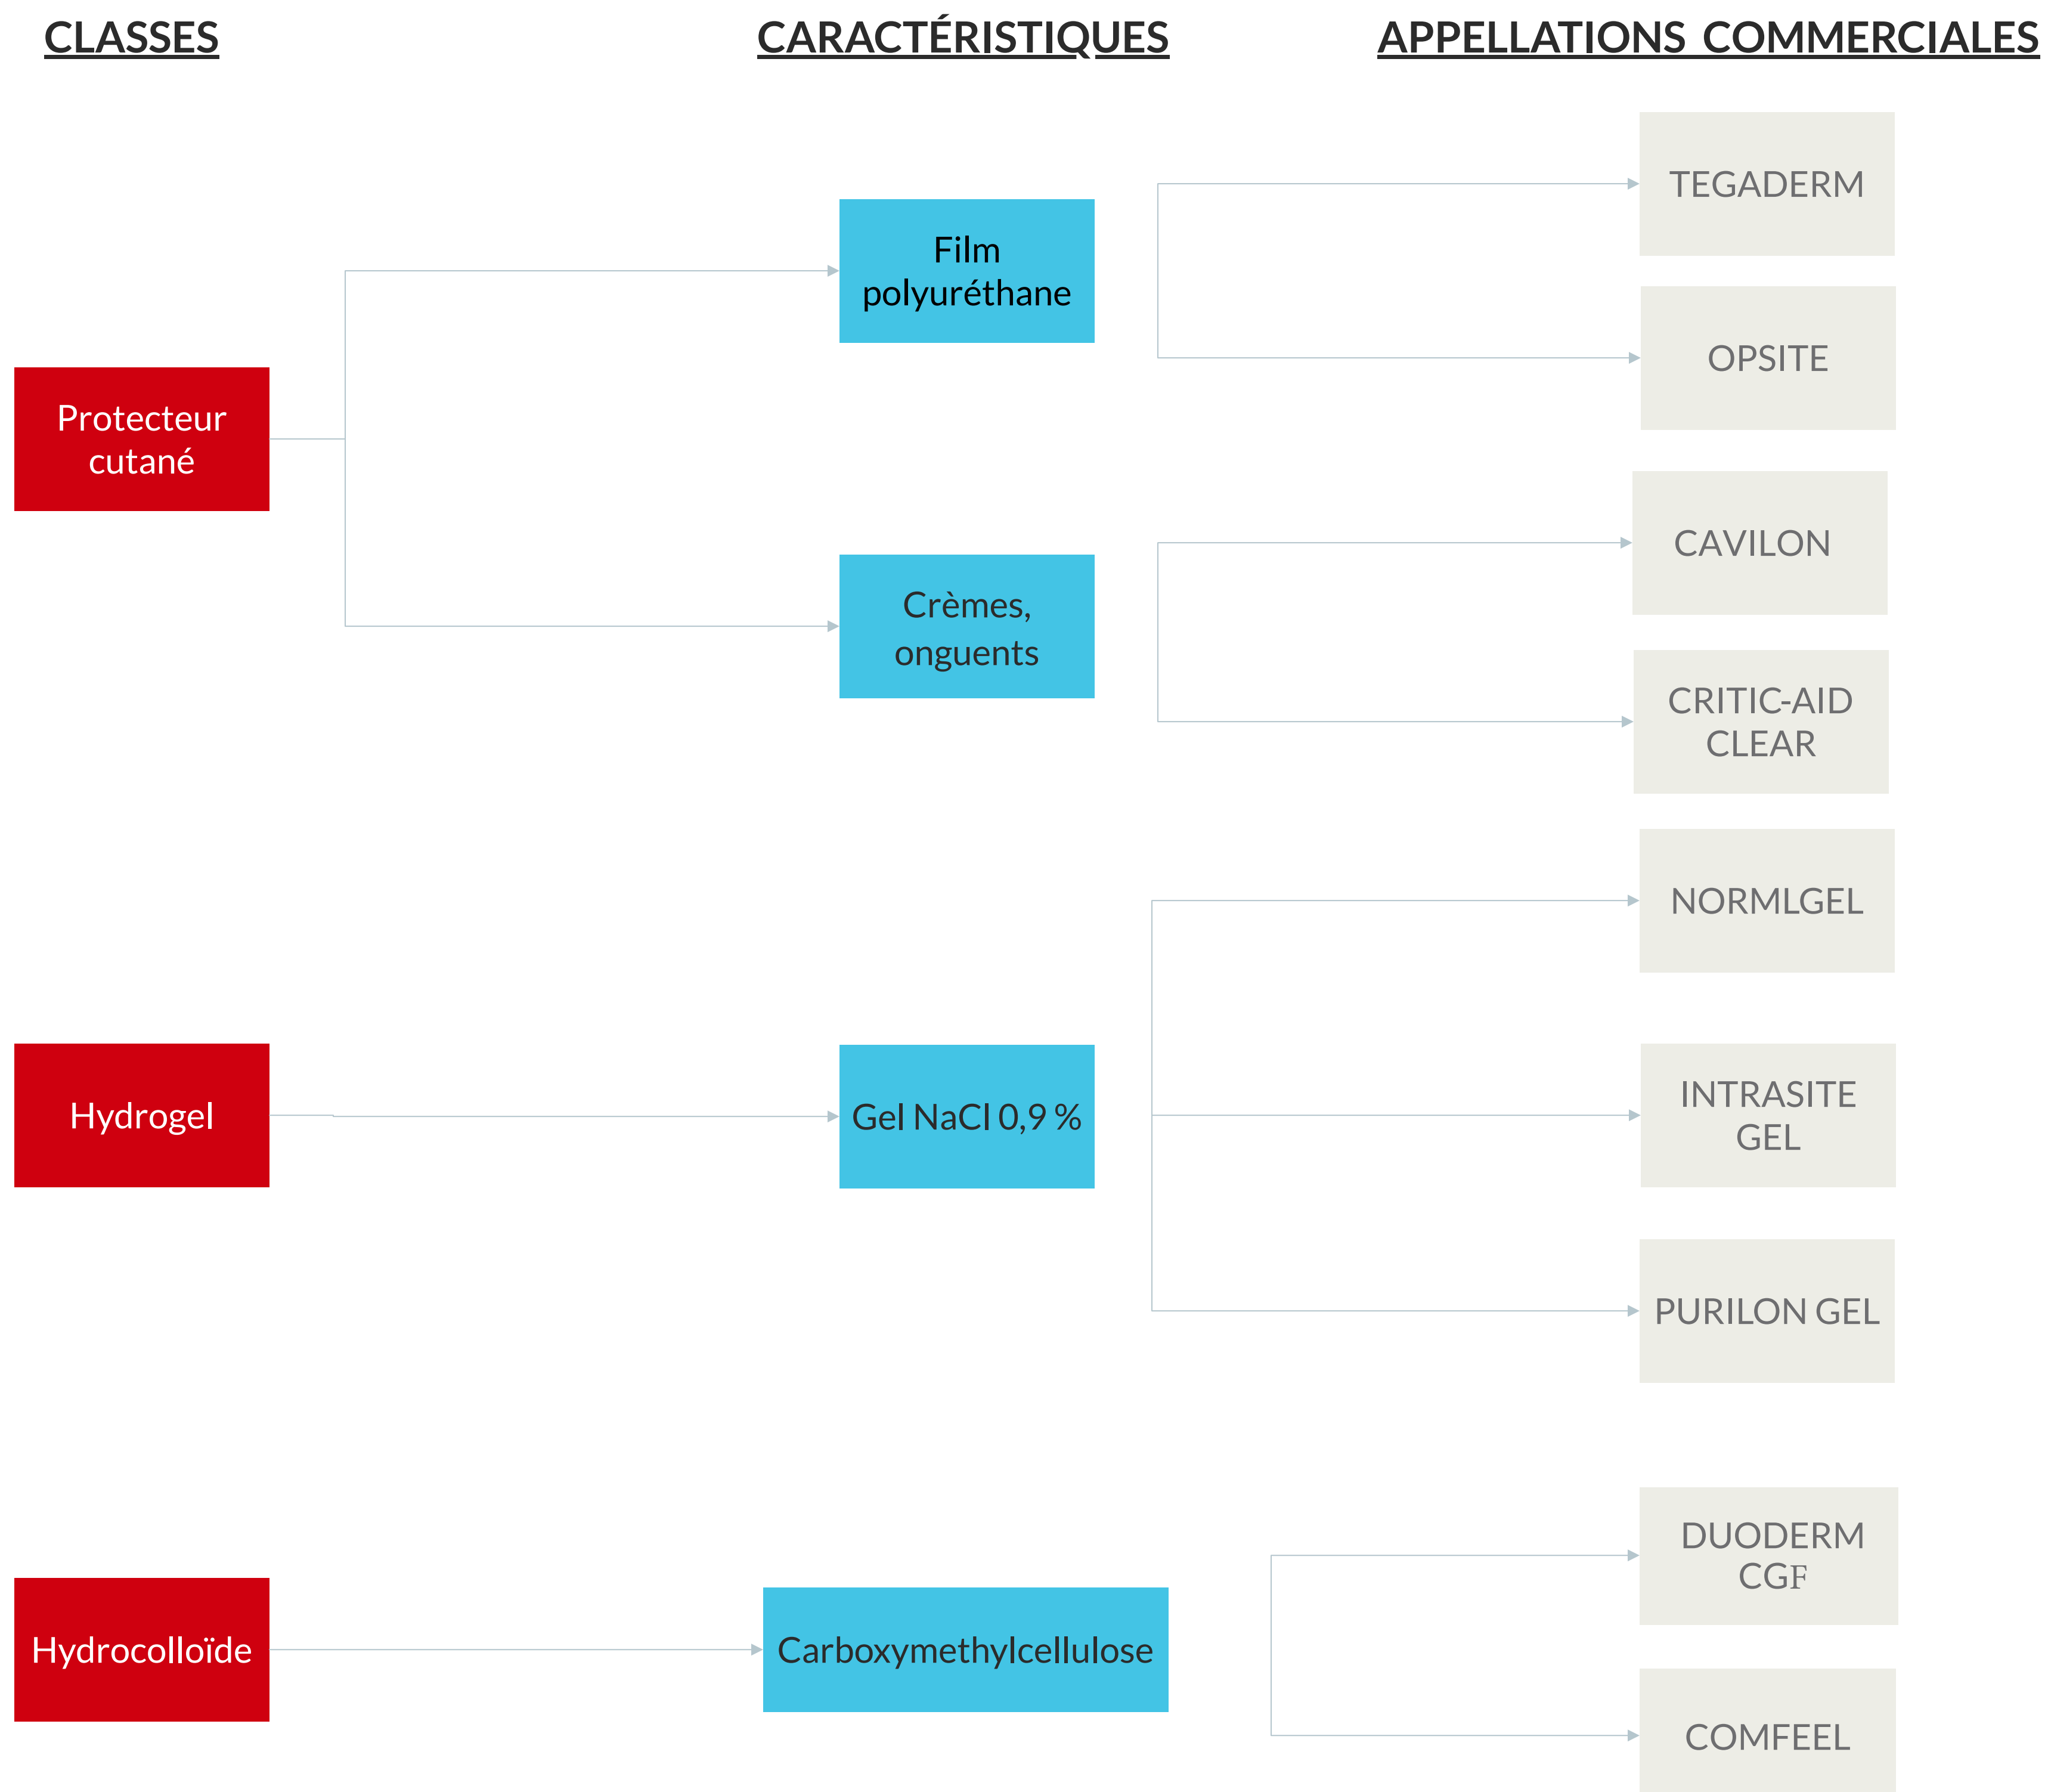 CLASSES
CARACTÉRISTIQUES
APPELLATIONS COMMERCIALES
Protecteur
cutané
Film
polyuréthane
TEGADERM
OPSITE
Crèmes,
onguents
CAVILON
CRITIC-AID
CLEAR
Hydrogel
Gel NaCl 0,9 %
NORMLGEL
INTRASITE
GEL
PURILON GEL
Hydrocolloïde
Carboxymethylcellulose
DUODERM
CGF
COMFEEL